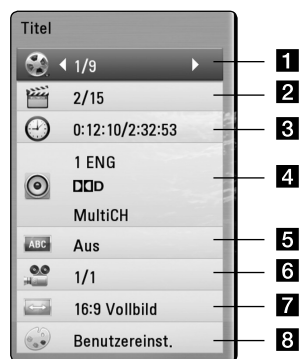 Titel
1/9 1
2/15 2
0:12:10/2:32:53 3
1 ENG
DD D 4
MultiCH
ABC Aus 5
1/1 6
16:9 Vollbild 7
Benutzereinst. 8